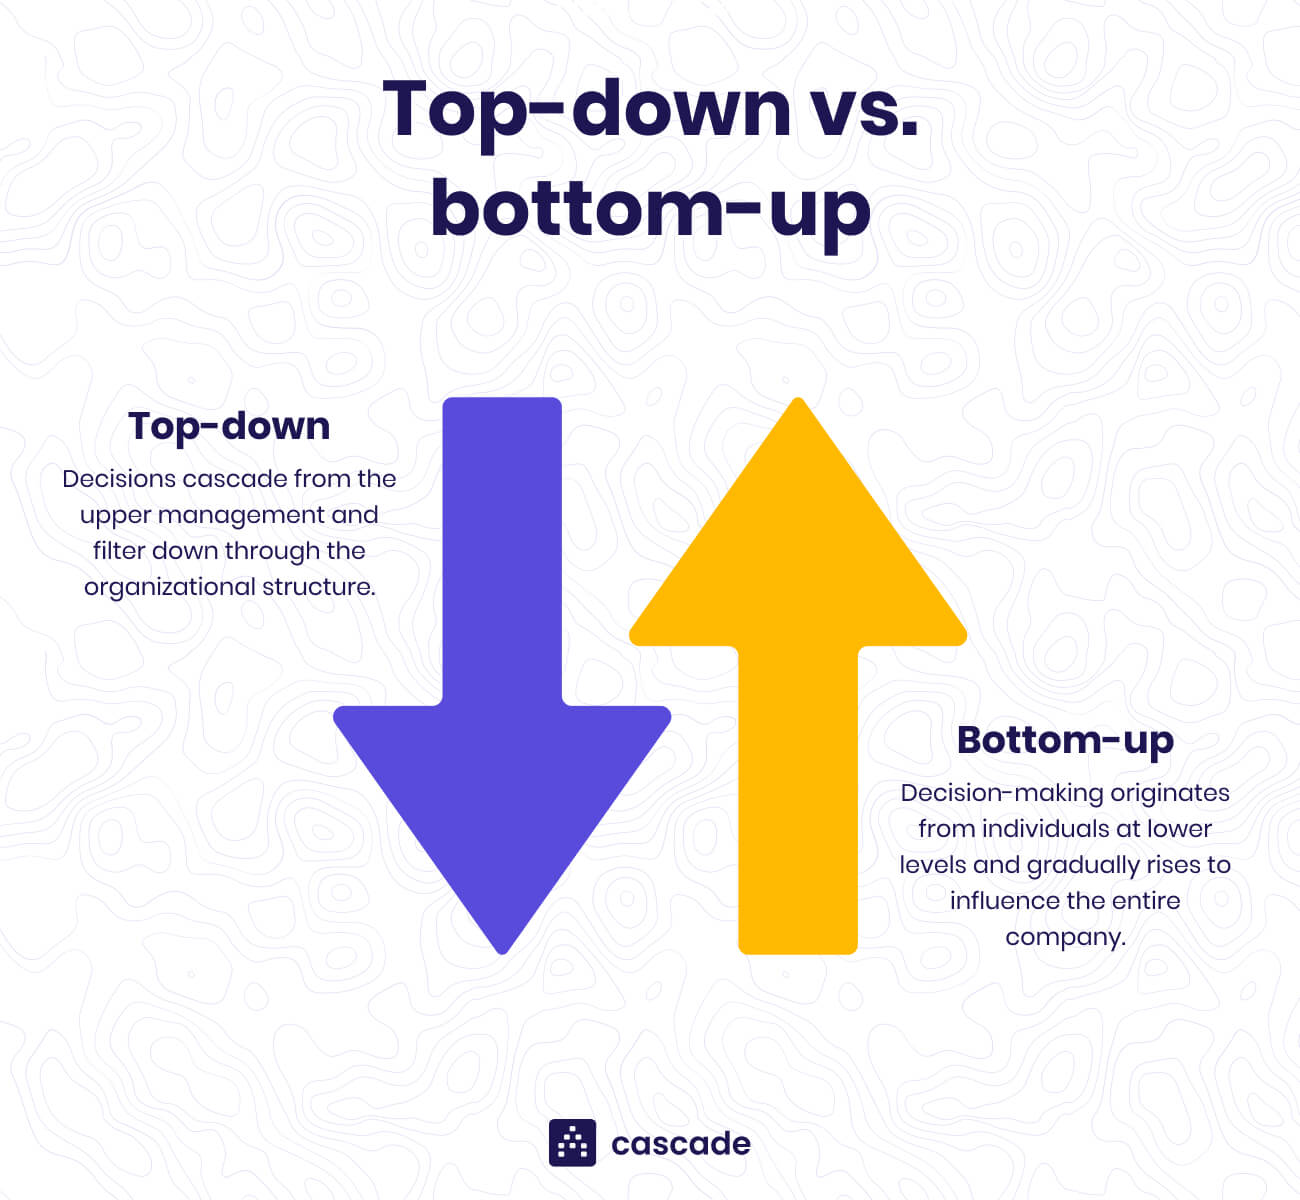 Top-down vs.
bottom-up
Top-down
Decisions cascade from the
upper management and
filter down through the
organizational structure.
Bottom-up
Decision-making originates
from individuals at lower
levels and gradually rises to
influence the entire
company.
cascade